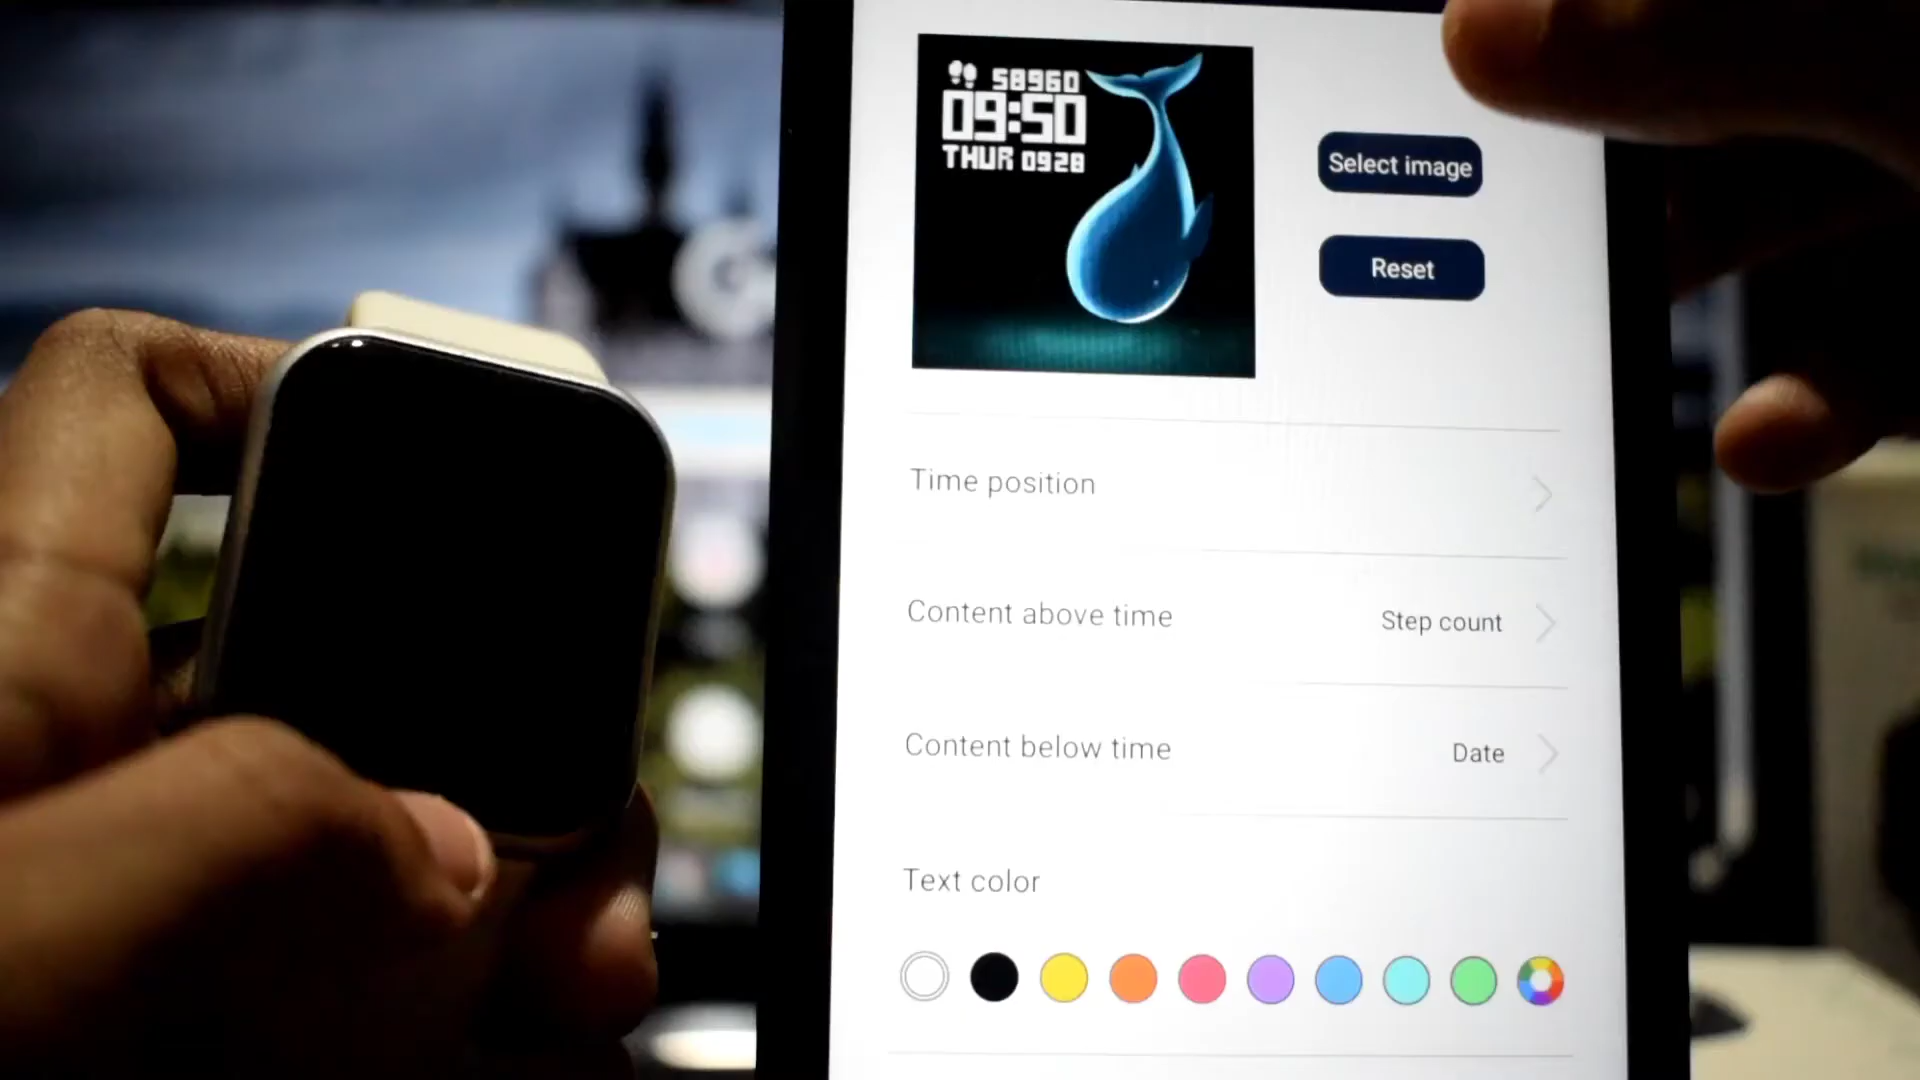 58960
09:50
THUR 0928
Select image
Reset
Time position
Content above time
Step count
Content below time
Date
Text color